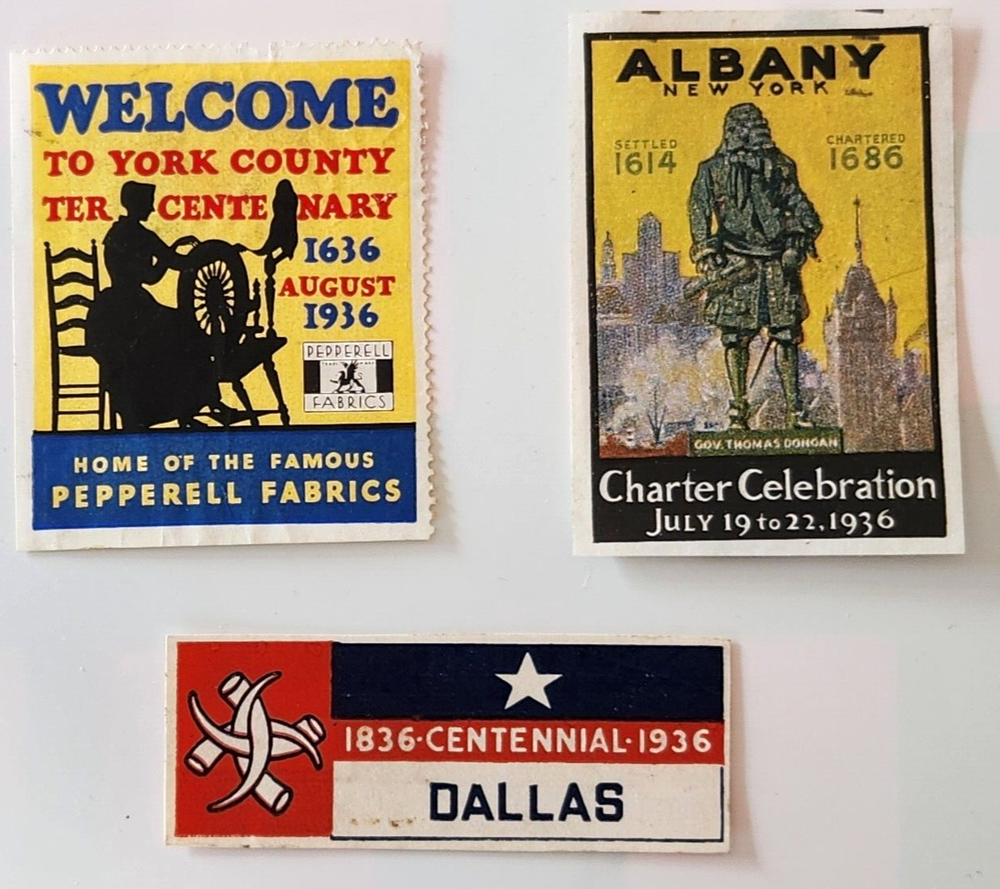 WELCOME
TO YORK COUNTY
TER CENTE NARY
1636
AUGUST
1936
PEPPERELL
FABRICS
HOME OF THE FAMOUS
PEPPERELL FABRICS
ALBANY
NEW YORK
SETTLED
1614
CHARTERED
1686
GOV. THOMAS DONGAN
Charter Celebration
JULY 19 to 22, 1936
1836·CENTENNIAL·1936
DALLAS